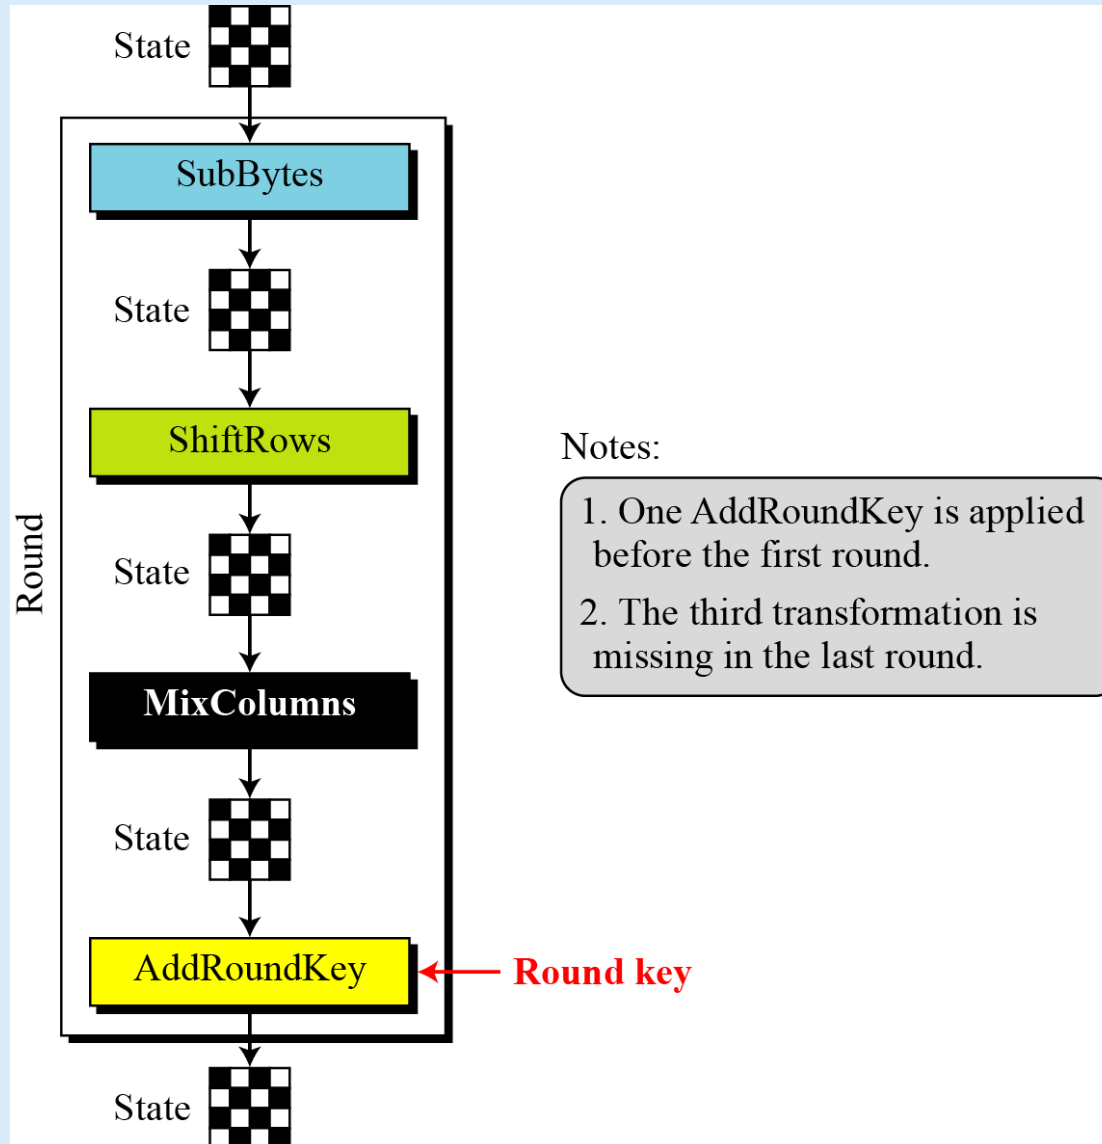 State
SubBytes
State
ShiftRows
Notes:
1. One AddRoundKey is applied
before the first round.
2. The third transformation is
missing in the last round.
Round
State
MixColumns
State
AddRoundKey
Round key
State